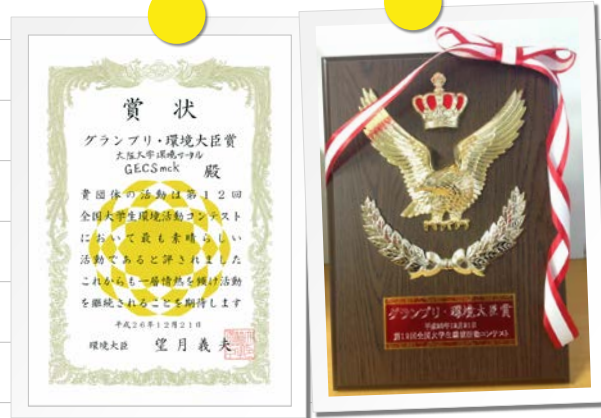 賞状
グランプリ・環境大臣賞
大阪大学環境サークル
GECSmck
殿
貴団体の活動は第12回
全国大学生環境活動コンテスト
において最も素晴らしい
活動であると評されました
これからも一層情熱を傾け活動
を継続されることを期待します
平成26年12月21日
環境大臣 望月義夫
グランプリ・環境大臣賞
第12回全国大学生環境活動コンテスト